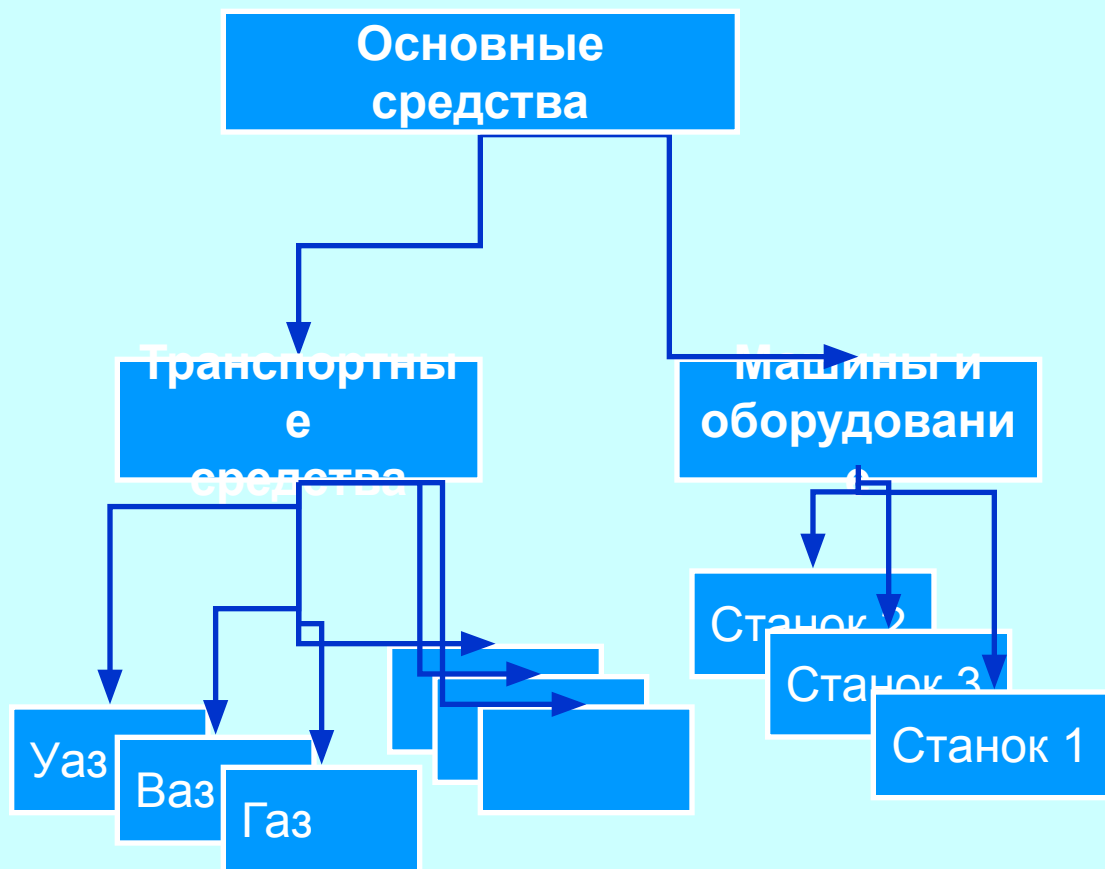 Основные
средства
Транспортны
е
средства
Машины и
оборудовани
е
Станок 2
Станок 3
Станок 1
Уаз
Ваз
Газ